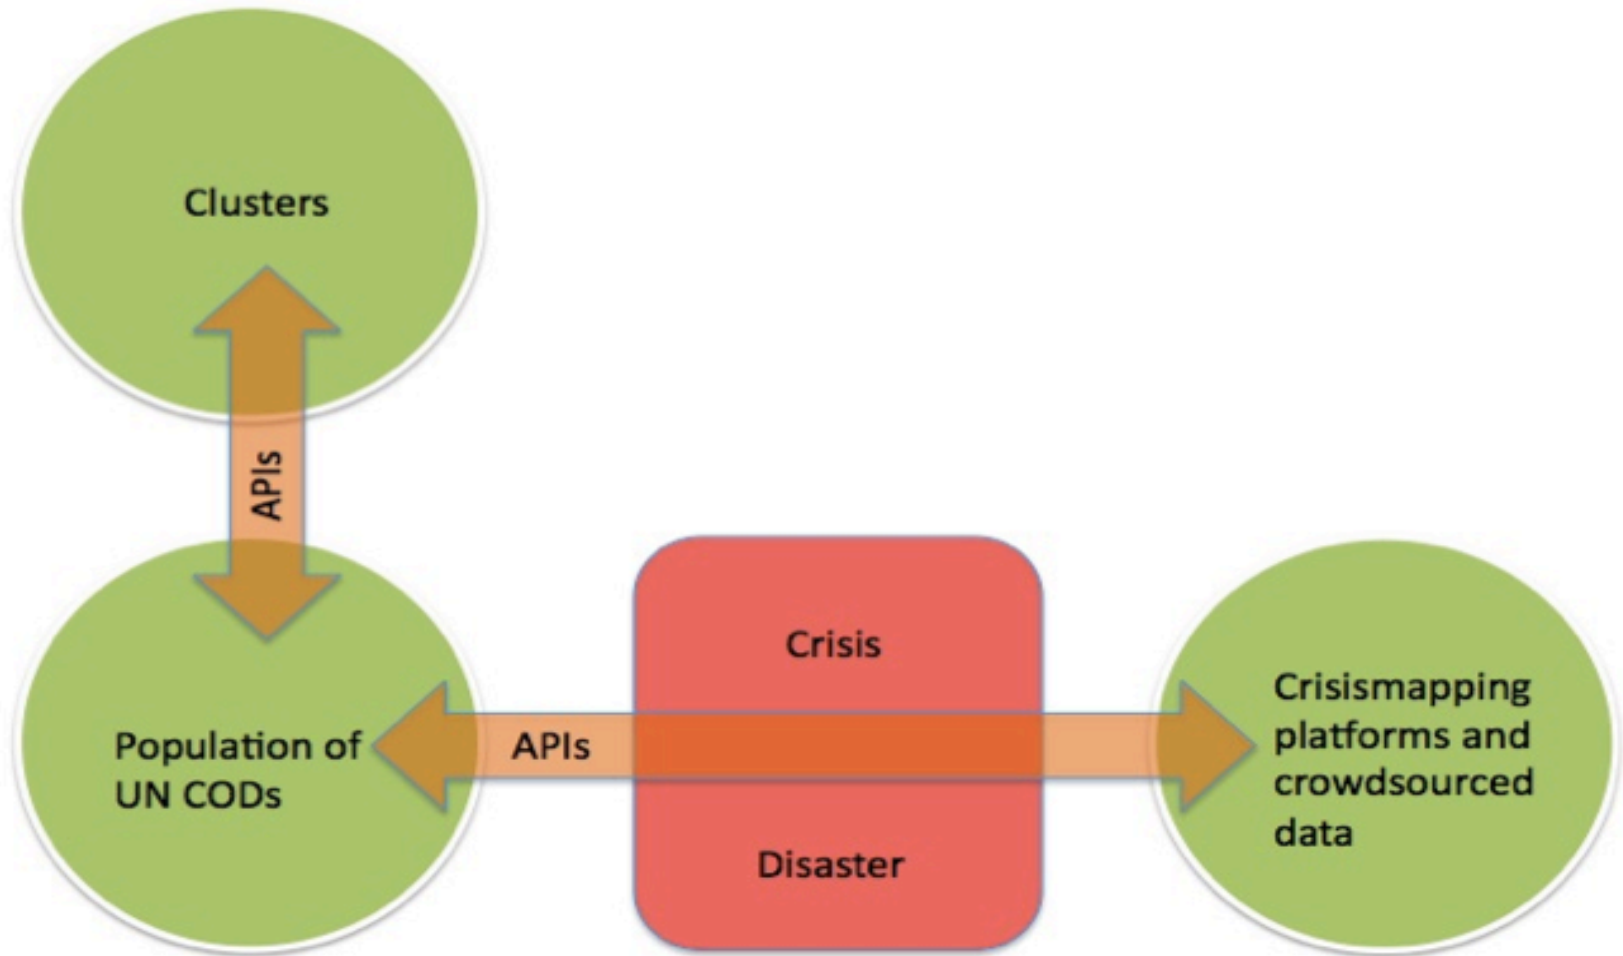 Clusters
APIs
Crisis
Population of
UN CODs
APIs
Crisismapping
platforms and
crowdsourced
data
Disaster